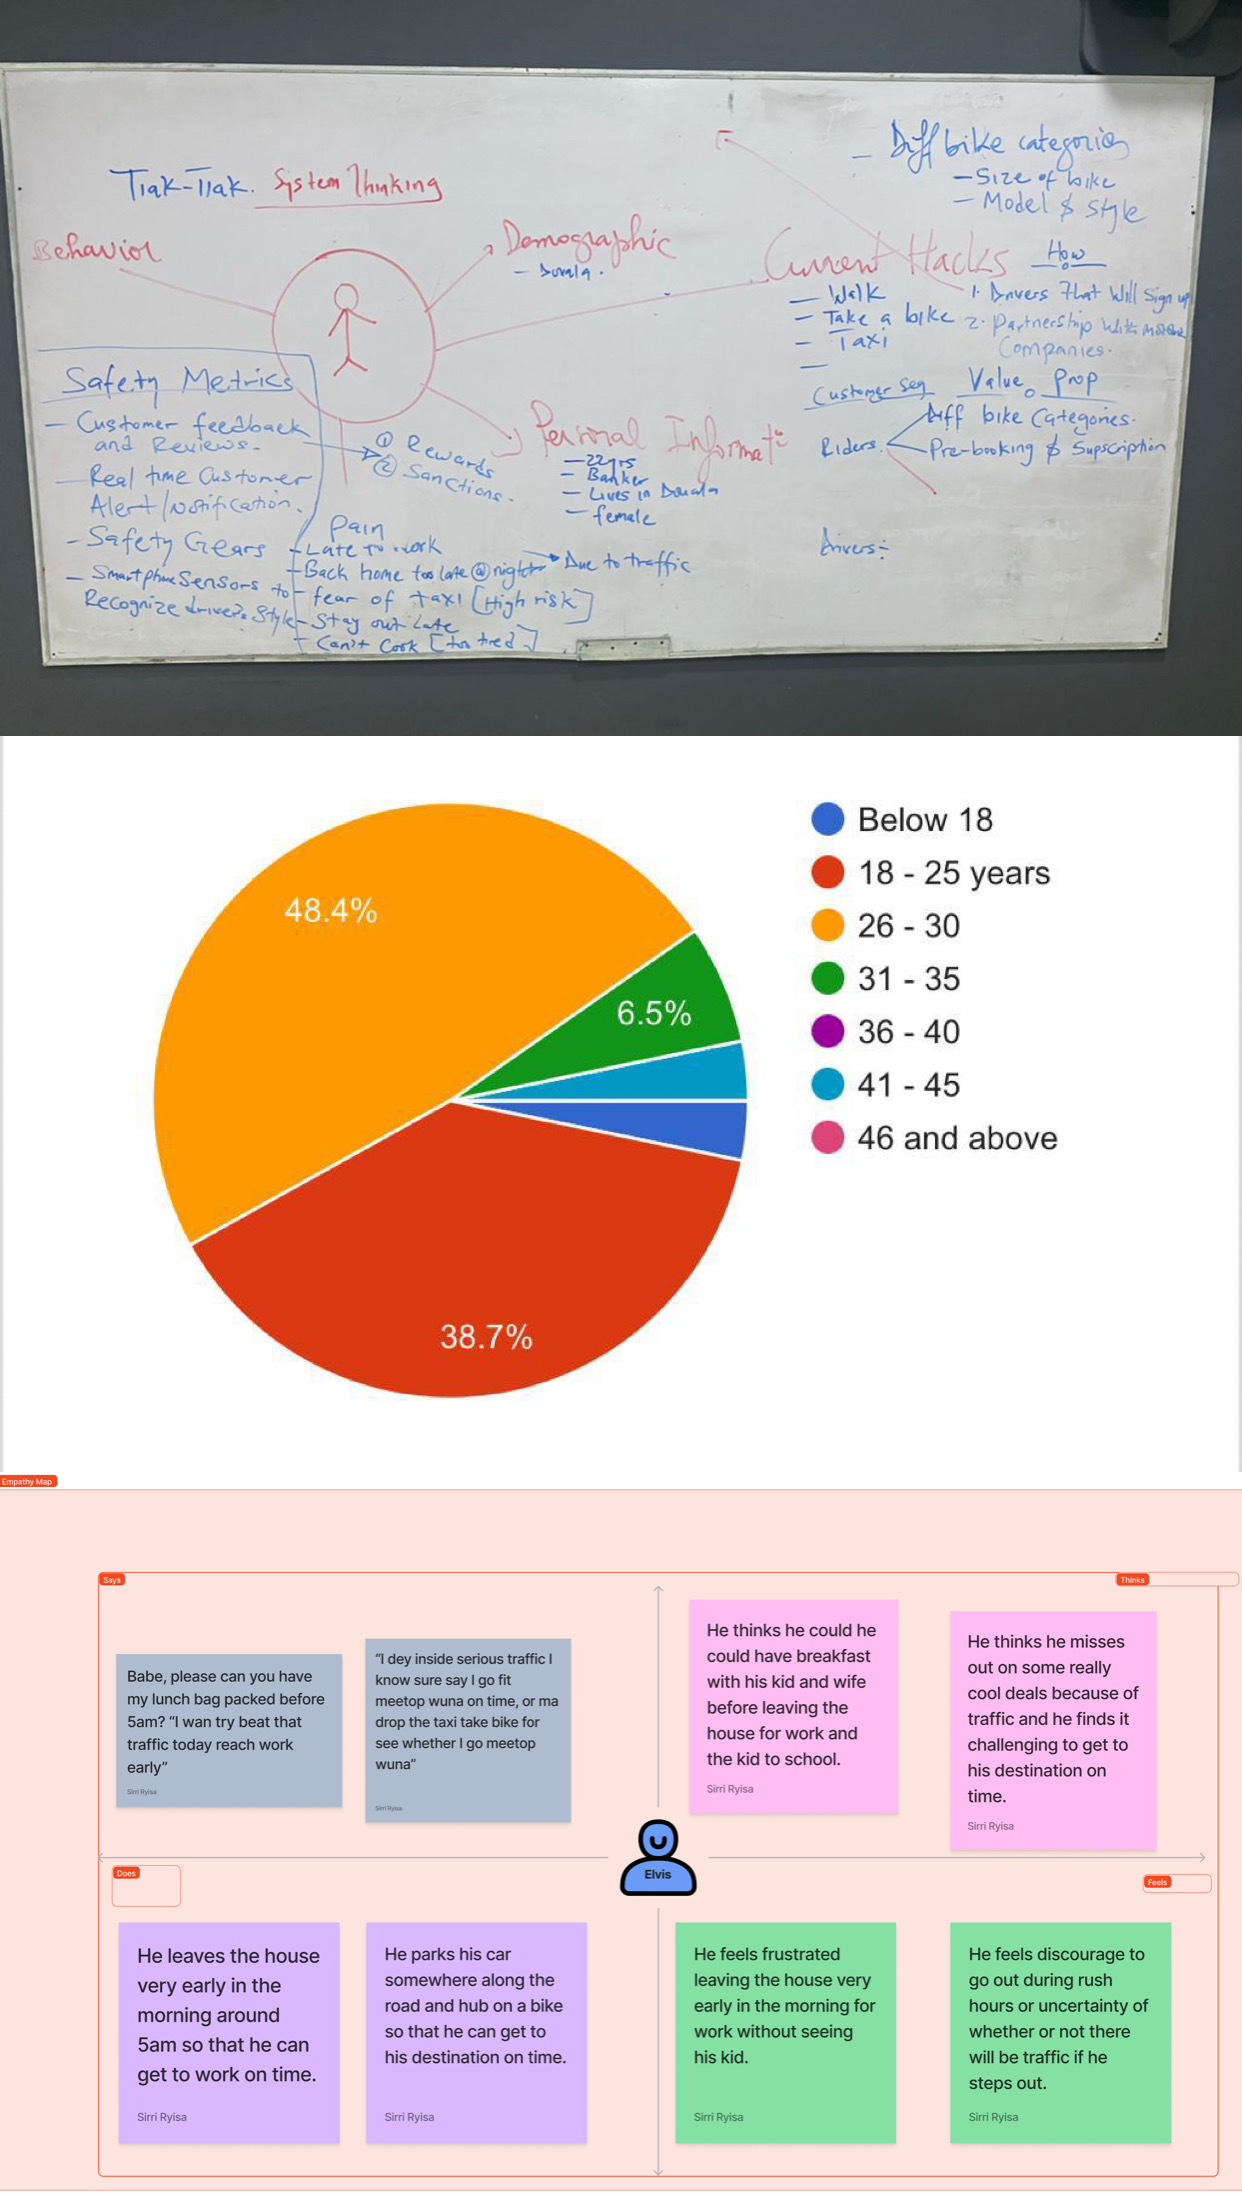 Tiak-Tiak. System Thinking
Behavior
Demographic
- Douala.
- Diff bike categories
- Size of bike
- Model & Style
Current Hacks
- Walk
- Take a bike
- Taxi
-
How
1. Drivers that Will Sign up
2. Partnership With
Companies.
Customer Seg
Value Prop
Riders.
Diff bike Categories.
Pre-booking & Supscription
Drivers:-
Safety Metrics
- Customer feedback
and Reviews.
- Real time Customer
Alert/Notification.
- Safety Gears
- Smartphone Sensors to
Recognize drivers Style
① Rewards
② Sanctions.
Personal Informat
- 22yrs
- Banker
- Lives in Douala
- female
Pain
- Late to work
- Back home too late @ night
Due to traffic
- fear of taxi [High risk]
- Stay out Late
- Can't Cook [too tired]
48.4%
6.5%
38.7%
Below 18
18 - 25 years
26 - 30
31 - 35
36 - 40
41 - 45
46 and above
Empathy Map
Says
Babe, please can you have
my lunch bag packed before
5am? “I wan try beat that
traffic today reach work
early”
Sirri Ryisa
“I dey inside serious traffic I
know sure say I go fit
meetop wuna on time, or ma
drop the taxi take bike for
see whether I go meetop
wuna”
Sirri Ryisa
Thinks
He thinks he could he
could have breakfast
with his kid and wife
before leaving the
house for work and
the kid to school.
Sirri Ryisa
He thinks he misses
out on some really
cool deals because of
traffic and he finds it
challenging to get to
his destination on
time.
Sirri Ryisa
Elvis
Does
He leaves the house
very early in the
morning around
5am so that he can
get to work on time.
Sirri Ryisa
He parks his car
somewhere along the
road and hub on a bike
so that he can get to
his destination on time.
Sirri Ryisa
Feels
He feels frustrated
leaving the house very
early in the morning for
work without seeing
his kid.
Sirri Ryisa
He feels discourage to
go out during rush
hours or uncertainty of
whether or not there
will be traffic if he
steps out.
Sirri Ryisa